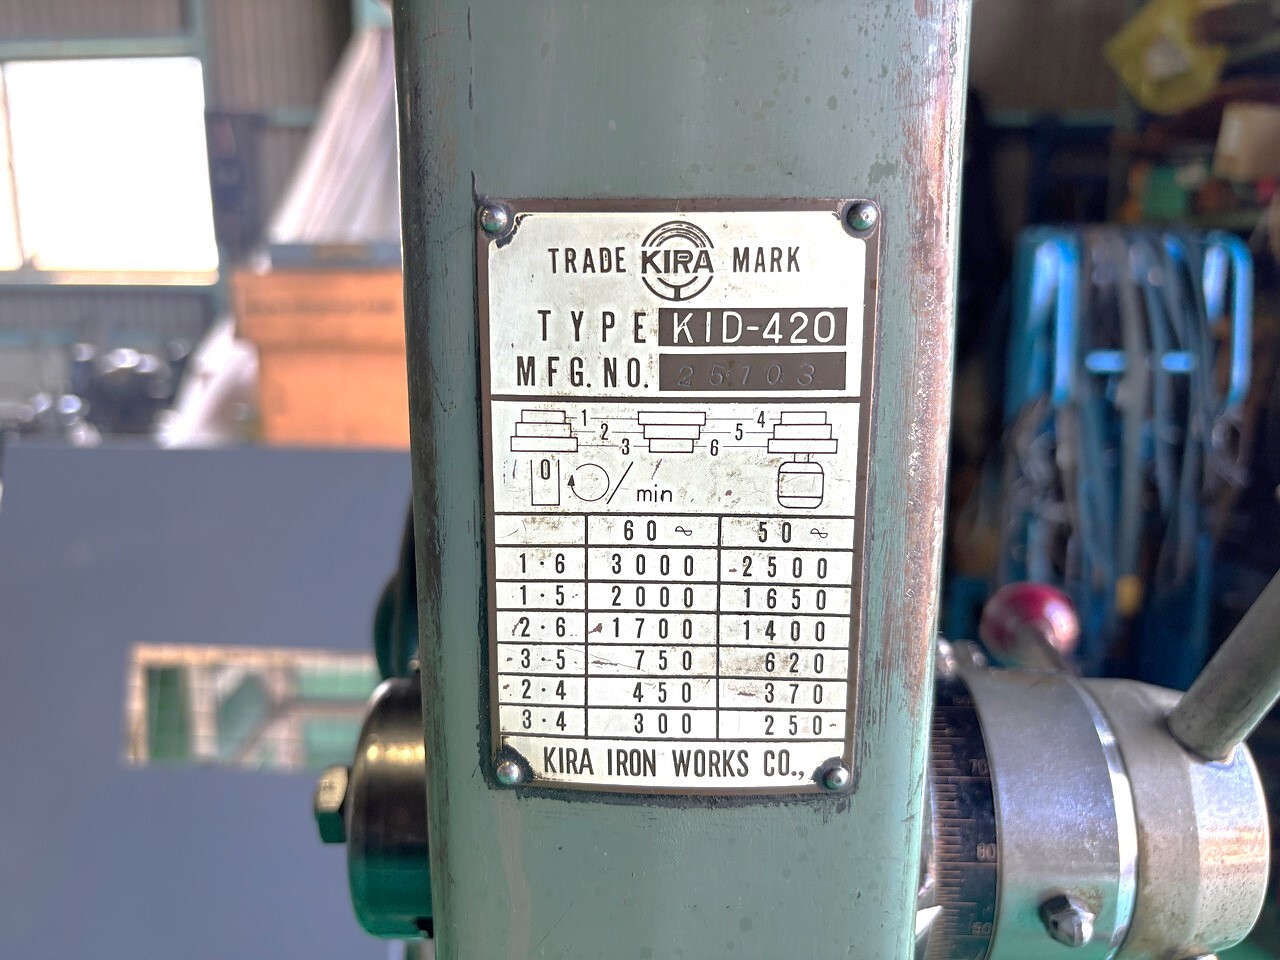 TRADE KIRA MARK
TYPE KID-420
MFG. NO. 25103
1 4
2 5
3 6
0 /min
60 ~ 50 ~
1·6 3000 2500
1·5 2000 1650
2·6 1700 1400
3·5 750 620
2·4 450 370
3·4 300 250
KIRA IRON WORKS CO.,
70
80